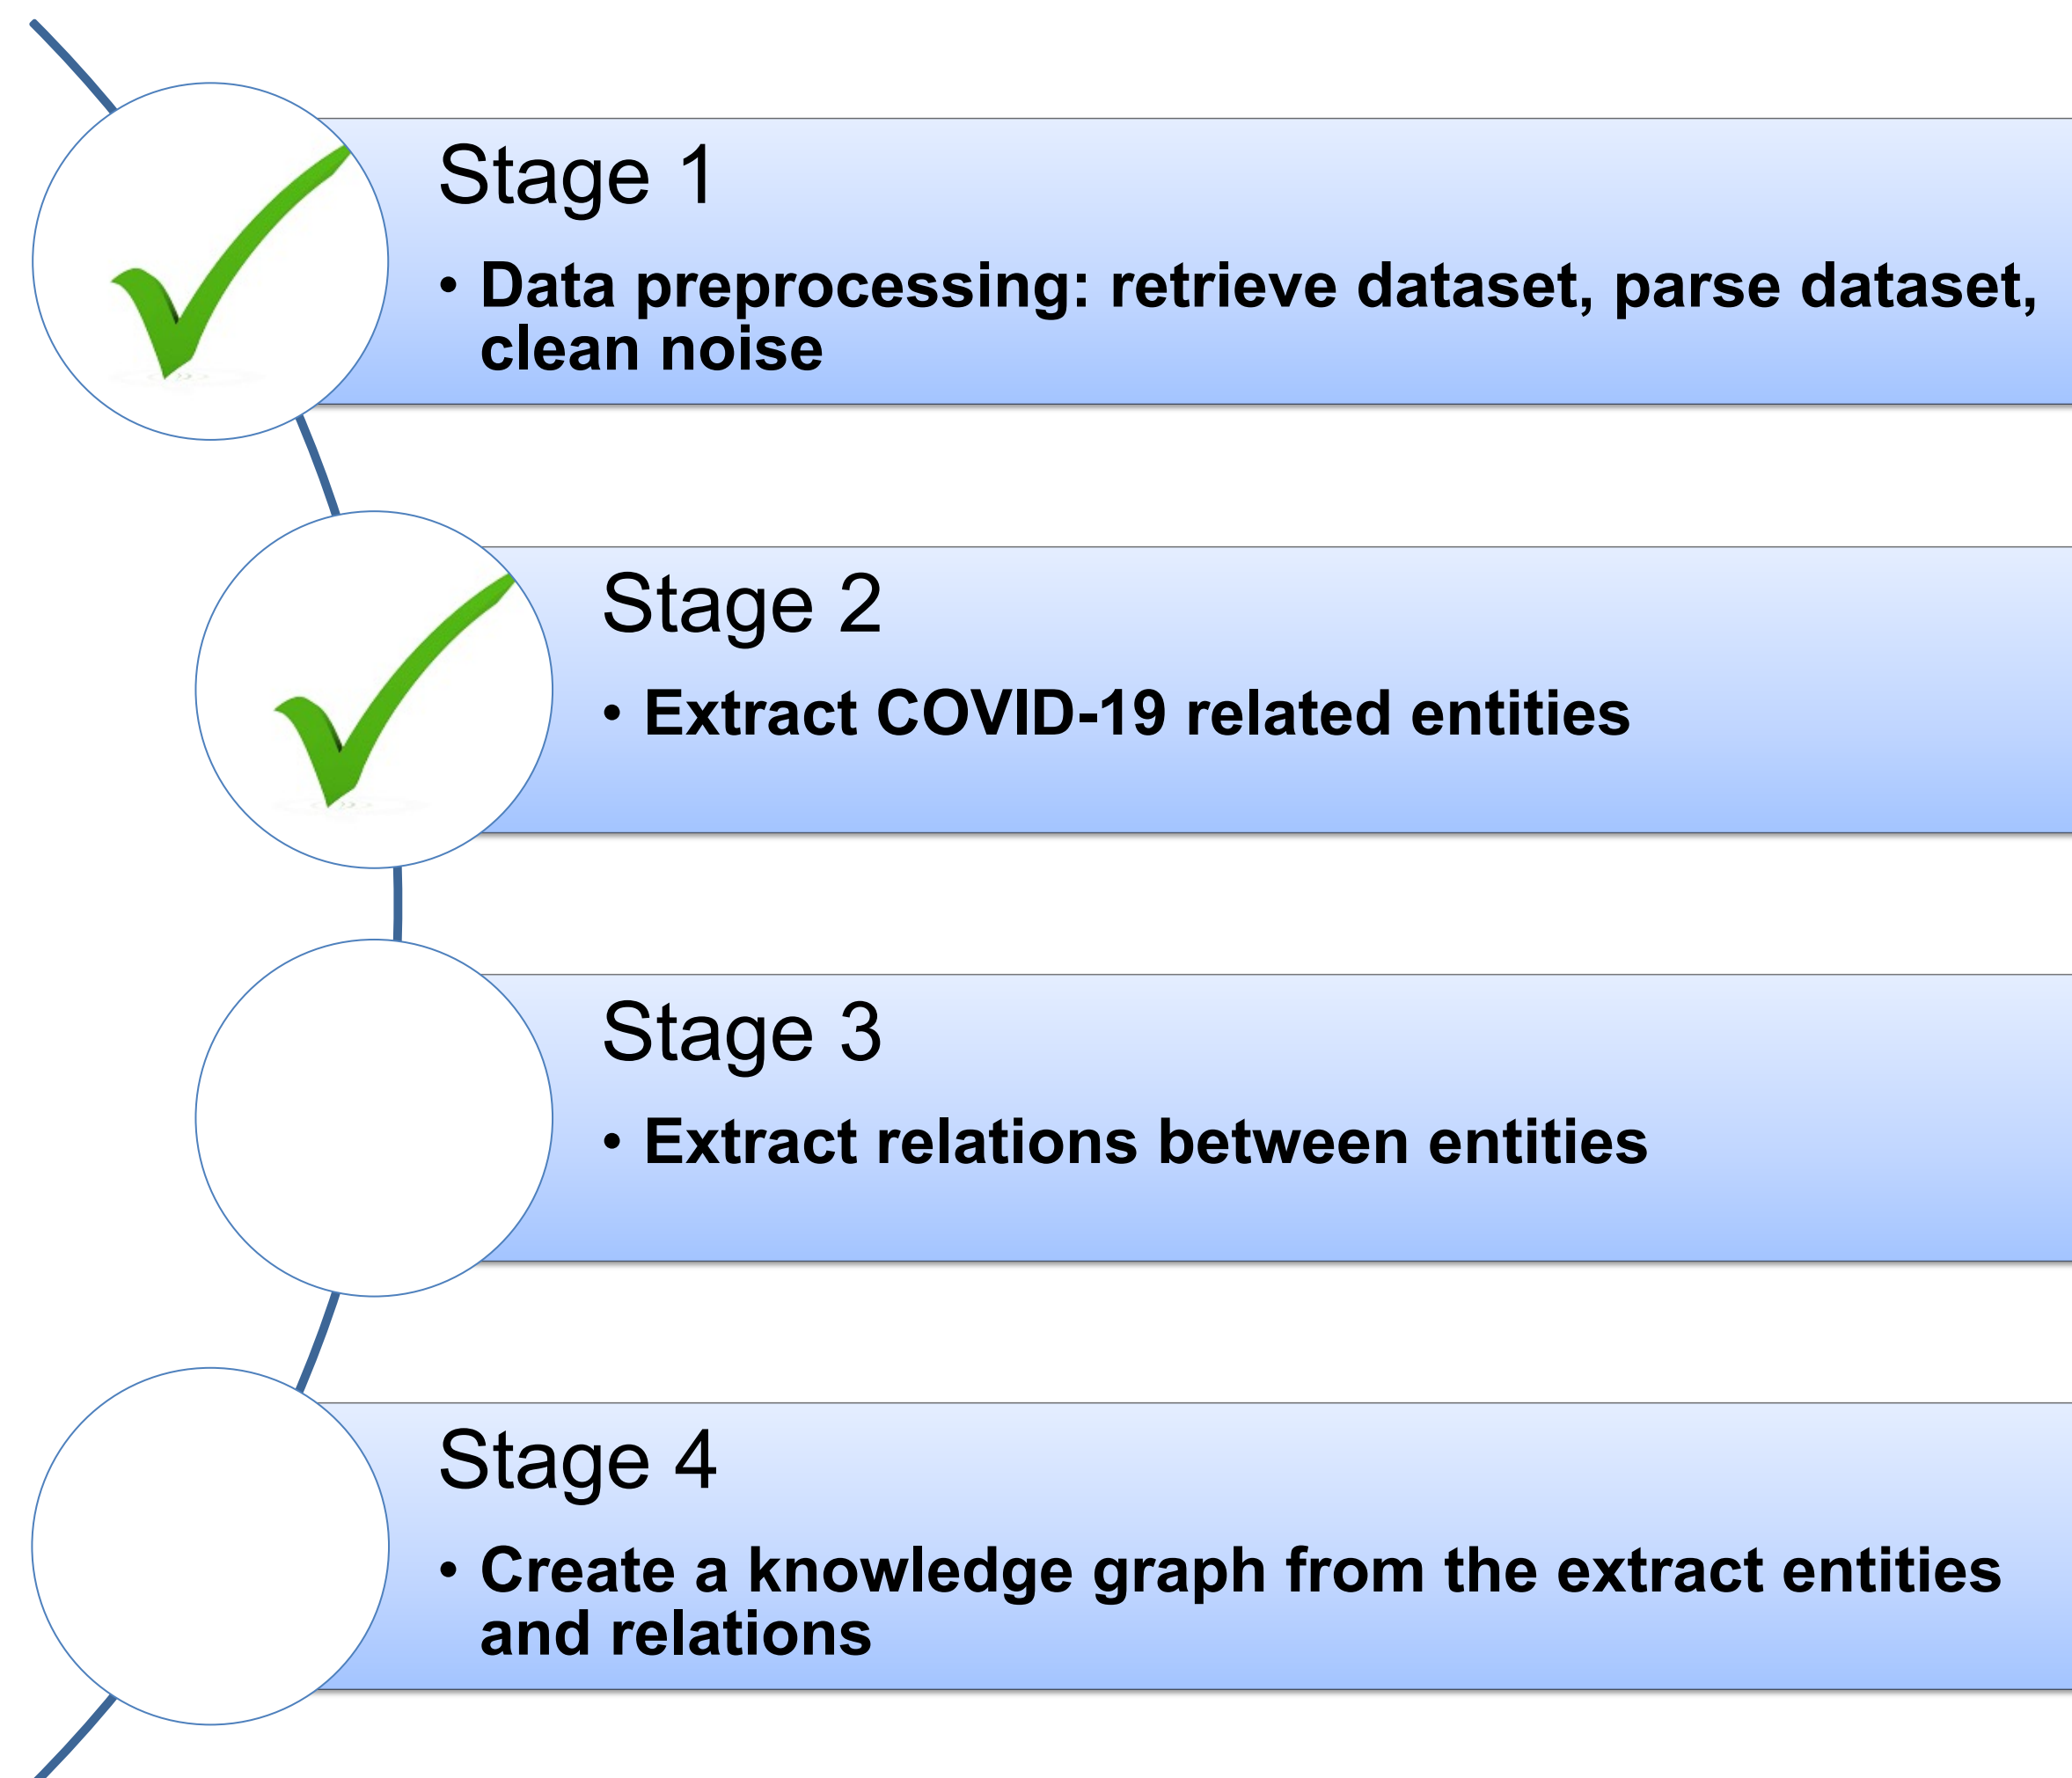 Stage 1
• Data preprocessing: retrieve dataset, parse dataset,
clean noise
Stage 2
• Extract COVID-19 related entities
Stage 3
• Extract relations between entities
Stage 4
• Create a knowledge graph from the extract entities
and relations